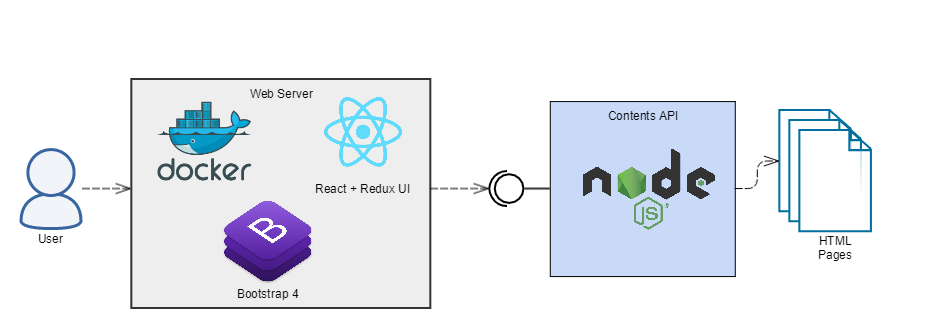 Web Server
docker
React + Redux UI
B
Bootstrap 4
User
Contents API
node
JS
HTML
Pages